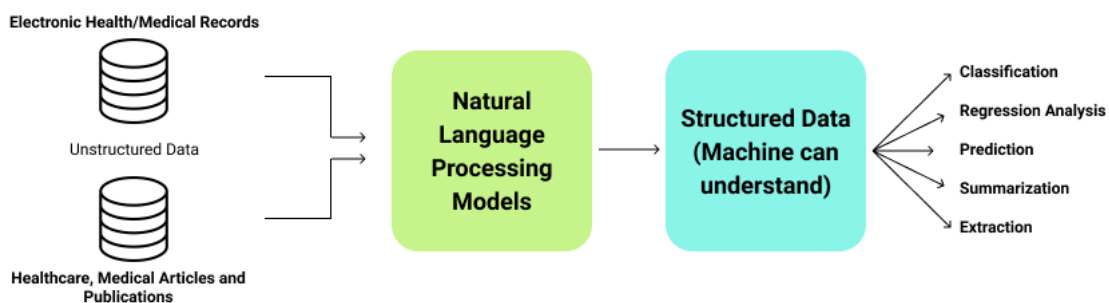 Electronic Health/Medical Records
Unstructured Data
Healthcare, Medical Articles and
Publications
Natural
Language
Processing
Models
Structured Data
(Machine can
understand)
Classification
Regression Analysis
Prediction
Summarization
Extraction